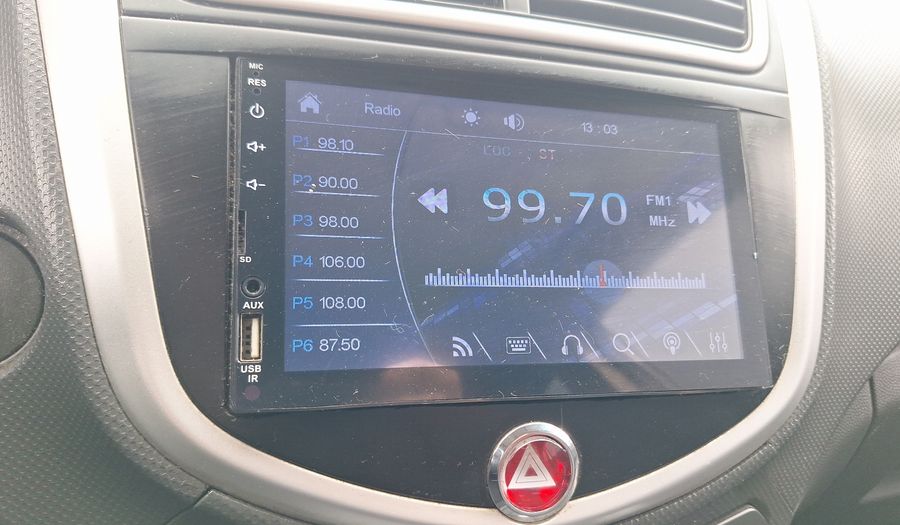 MIC
RES
SD
AUX
USB
IR
Radio
13 : 03
P1 98.10
P2 90.00
P3 98.00
P4 106.00
P5 108.00
P6 87.50
LOC ST
99.70
FM1
MHz